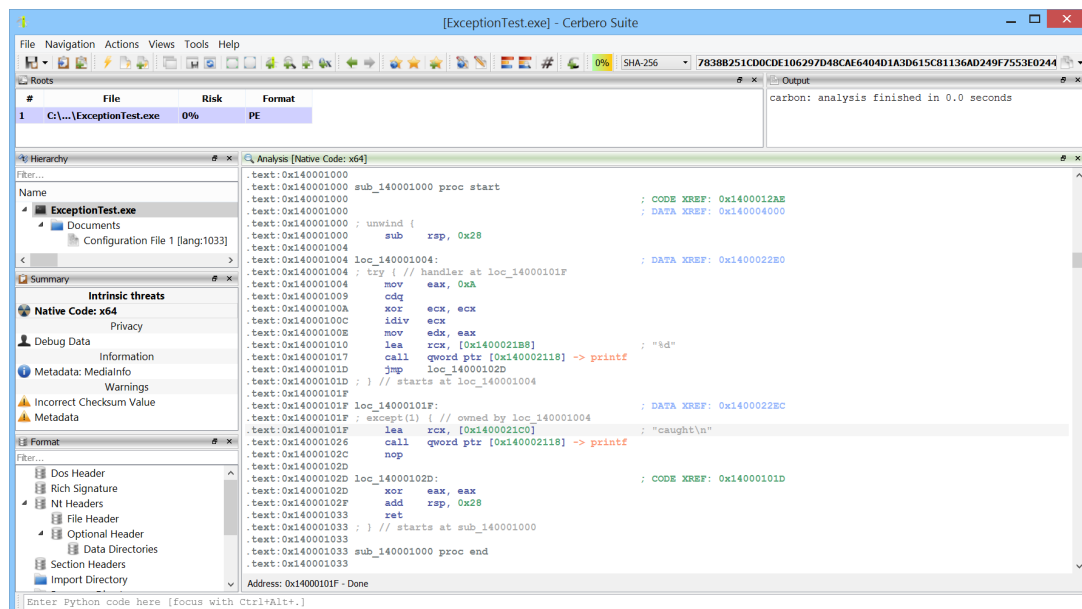 [ExceptionTest.exe] - Cerbero Suite
File Navigation Actions Views Tools Help
0% SHA-256 7838B251CD0CDE106297D48CAE6404D1A3D615C81136AD249F7553E0244
Roots
# File Risk Format
1 C:\...\ExceptionTest.exe 0% PE
Output
carbon: analysis finished in 0.0 seconds
Hierarchy
Filter...
Name
ExceptionTest.exe
Documents
Configuration File 1 [lang:1033]
Summary
Intrinsic threats
Native Code: x64
Privacy
Debug Data
Information
Metadata: MediaInfo
Warnings
Incorrect Checksum Value
Metadata
Format
Filter...
Dos Header
Rich Signature
Nt Headers
File Header
Optional Header
Data Directories
Section Headers
Import Directory
Analysis [Native Code: x64]
.text:0x140001000
.text:0x140001000 sub_140001000 proc start
.text:0x140001000 ; CODE XREF: 0x1400012AE
.text:0x140001000 ; DATA XREF: 0x140004000
.text:0x140001000 ; unwind {
.text:0x140001000 sub rsp, 0x28
.text:0x140001004
.text:0x140001004 loc_140001004: ; DATA XREF: 0x1400022E0
.text:0x140001004 ; try { // handler at loc_14000101F
.text:0x140001004 mov eax, 0xA
.text:0x140001009 cdq
.text:0x14000100A xor ecx, ecx
.text:0x14000100C idiv ecx
.text:0x14000100E mov edx, eax
.text:0x140001010 lea rcx, [0x1400021B8] ; "%d"
.text:0x140001017 call qword ptr [0x140002118] -> printf
.text:0x14000101D jmp loc_14000102D
.text:0x14000101D ; } // starts at loc_140001004
.text:0x14000101F
.text:0x14000101F loc_14000101F: ; DATA XREF: 0x1400022EC
.text:0x14000101F ; except(1) { // owned by loc_140001004
.text:0x14000101F lea rcx, [0x1400021C0] ; "caught\n"
.text:0x140001026 call qword ptr [0x140002118] -> printf
.text:0x14000102C nop
.text:0x14000102D
.text:0x14000102D loc_14000102D: ; CODE XREF: 0x14000101D
.text:0x14000102D xor eax, eax
.text:0x14000102F add rsp, 0x28
.text:0x140001033 ret
.text:0x140001033 ; } // starts at sub_140001000
.text:0x140001033
.text:0x140001033 sub_140001000 proc end
.text:0x140001033
Address: 0x14000101F - Done
Enter Python code here [focus with Ctrl+Alt+.]